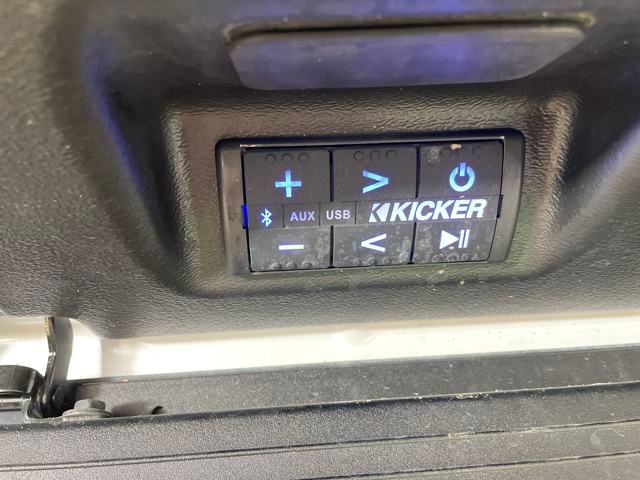 + >
AUX USB KICKER
- <